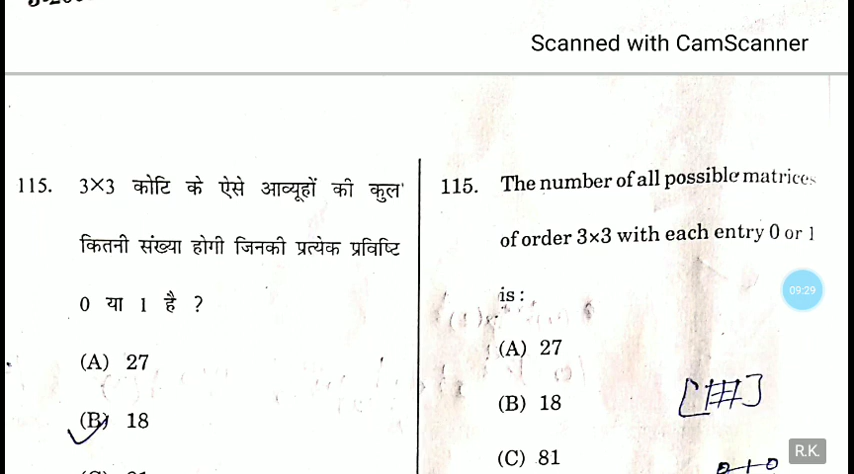 Scanned with CamScanner
115. 3×3 कोटि के ऐसे आव्यूहों की कुल
कितनी संख्या होगी जिनकी प्रत्येक प्रविष्टि
0 या 1 है ?
(A) 27
(B) 18
115. The number of all possible matrices
of order 3×3 with each entry 0 or 1
is :
(A) 27
(B) 18
(C) 81
09:29
R.K.